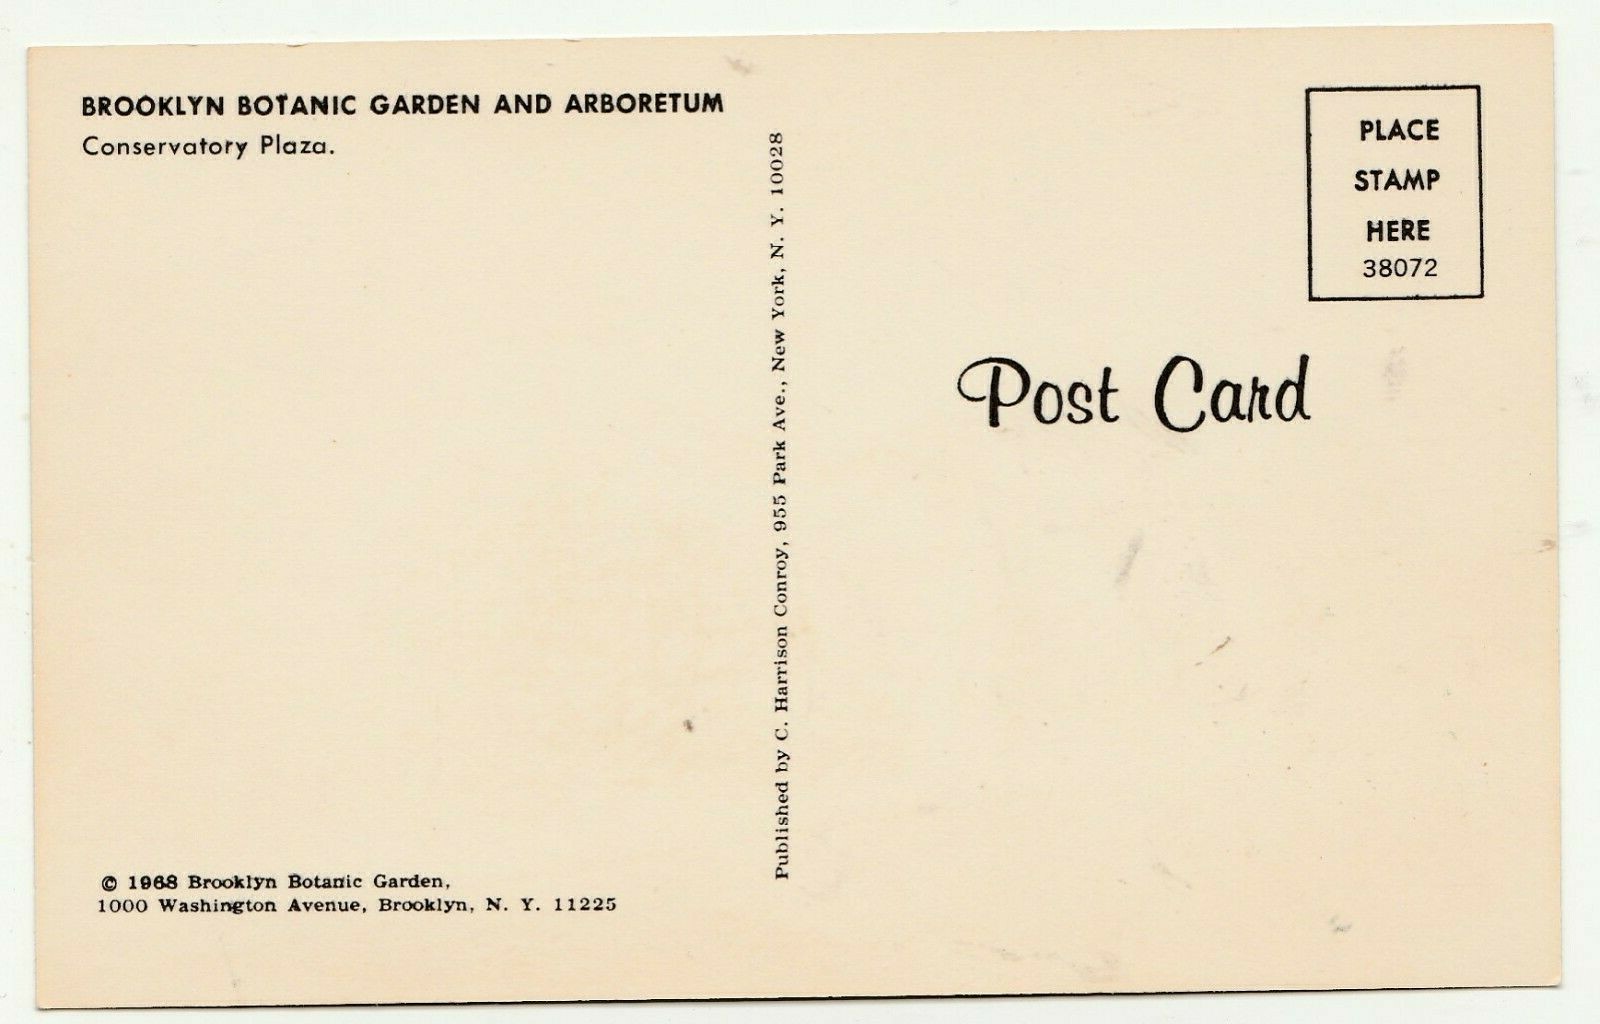 BROOKLYN BOTANIC GARDEN AND ARBORETUM
Conservatory Plaza.
© 1968 Brooklyn Botanic Garden,
1000 Washington Avenue, Brooklyn, N. Y. 11225
Published by C. Harrison Conroy, 955 Park Ave., New York, N. Y. 10028
PLACE
STAMP
HERE
38072
Post Card